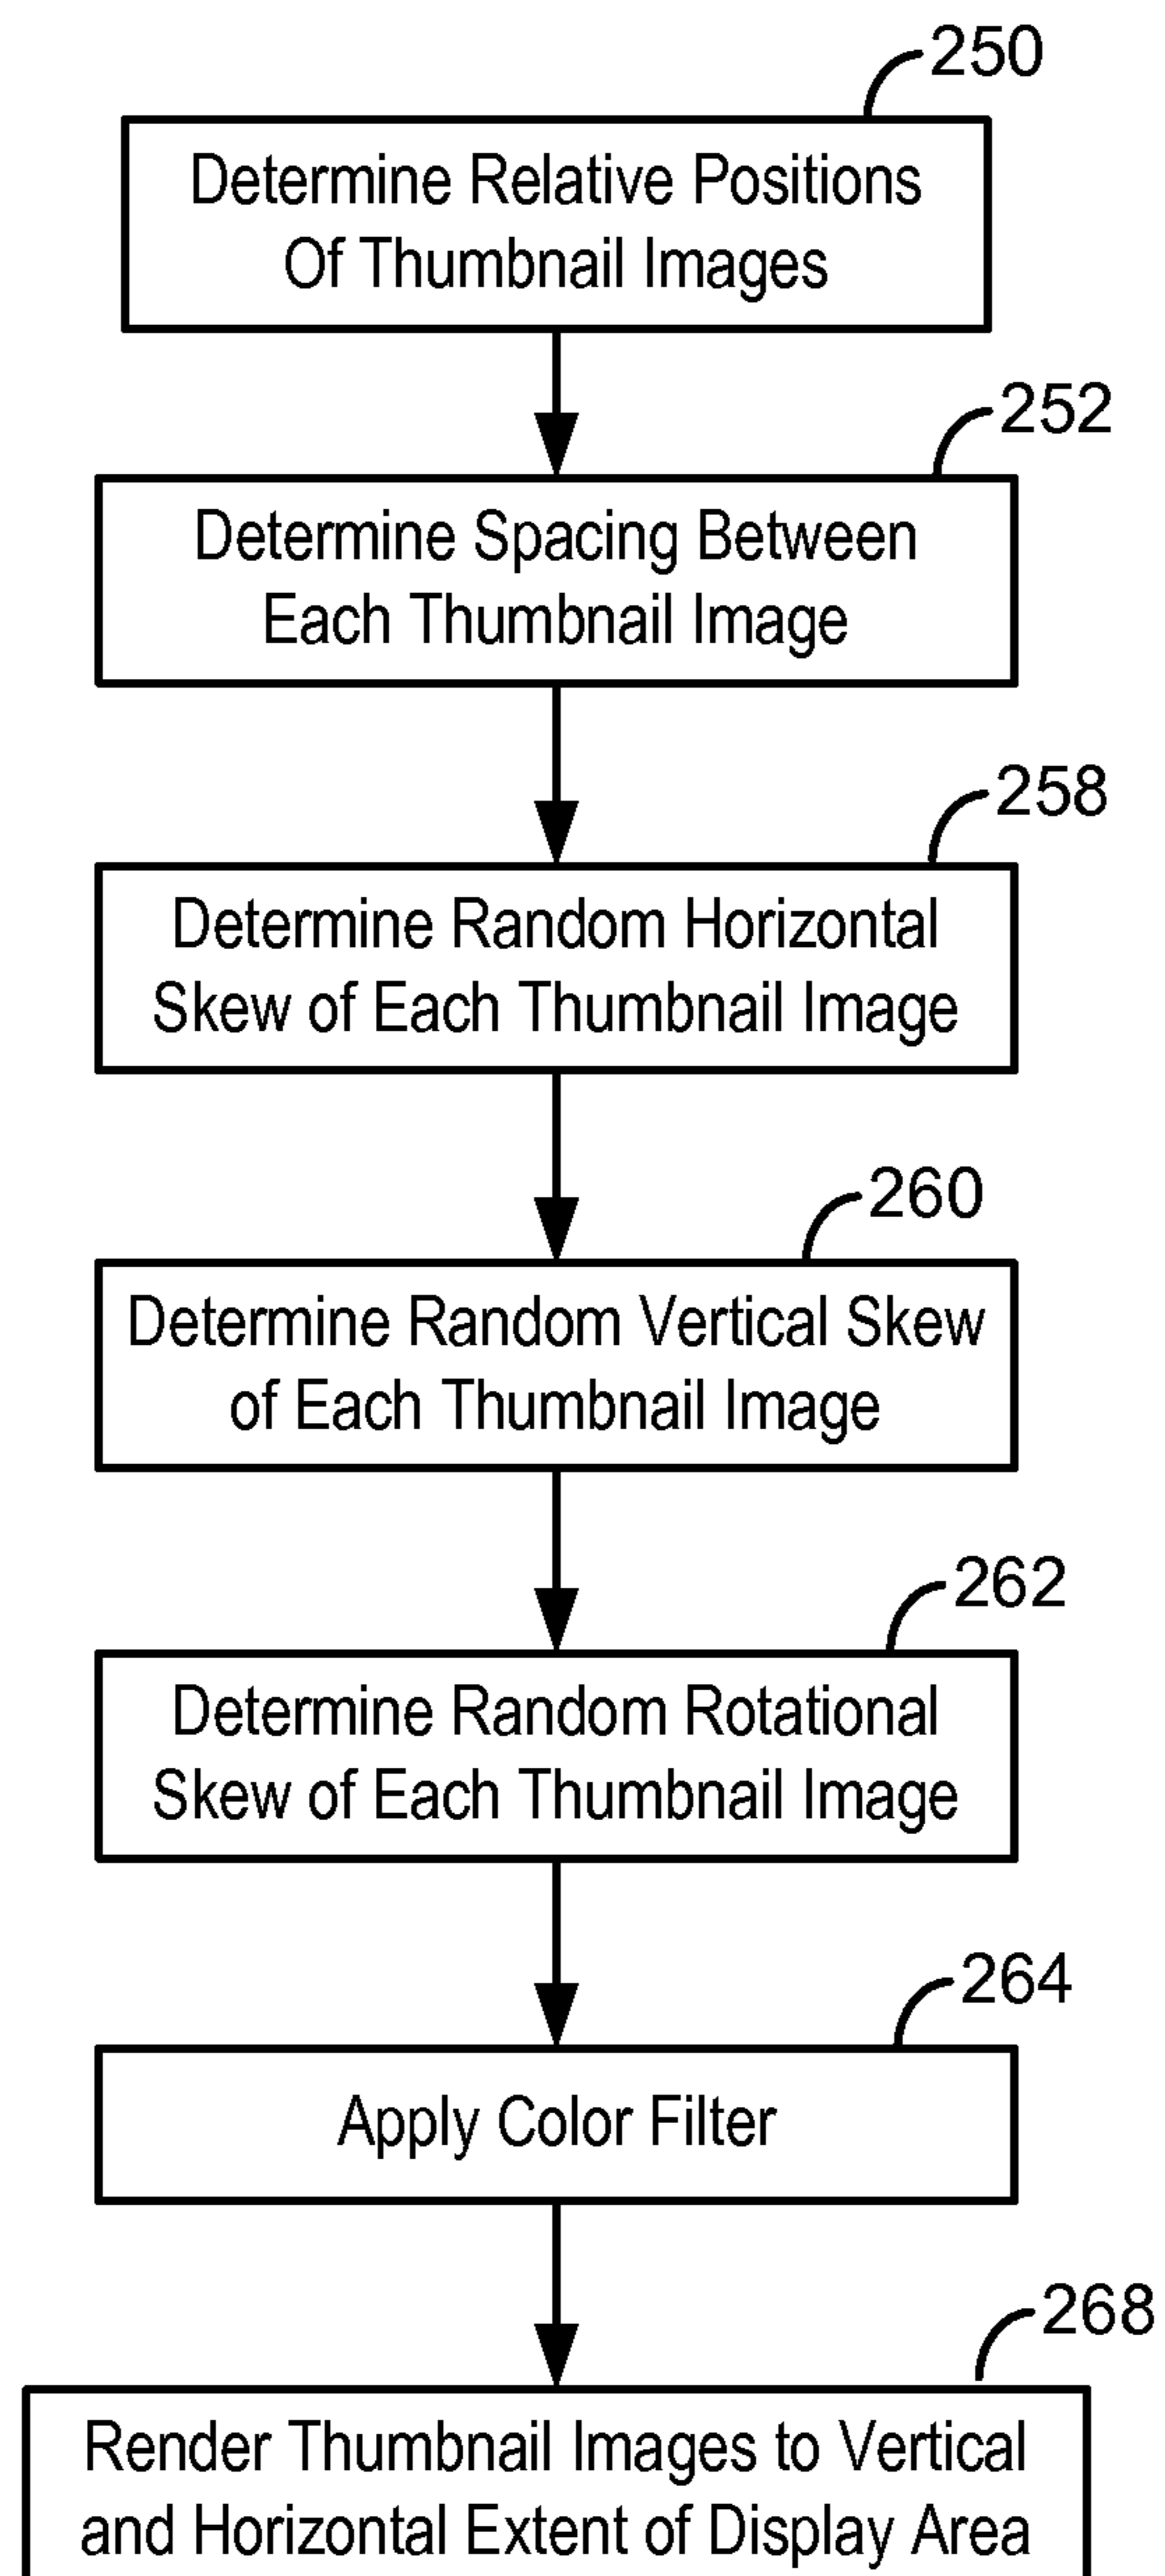 250
Determine Relative Positions
Of Thumbnail Images
252
Determine Spacing Between
Each Thumbnail Image
258
Determine Random Horizontal
Skew of Each Thumbnail Image
260
Determine Random Vertical Skew
of Each Thumbnail Image
262
Determine Random Rotational
Skew of Each Thumbnail Image
264
Apply Color Filter
268
Render Thumbnail Images to Vertical
and Horizontal Extent of Display Area